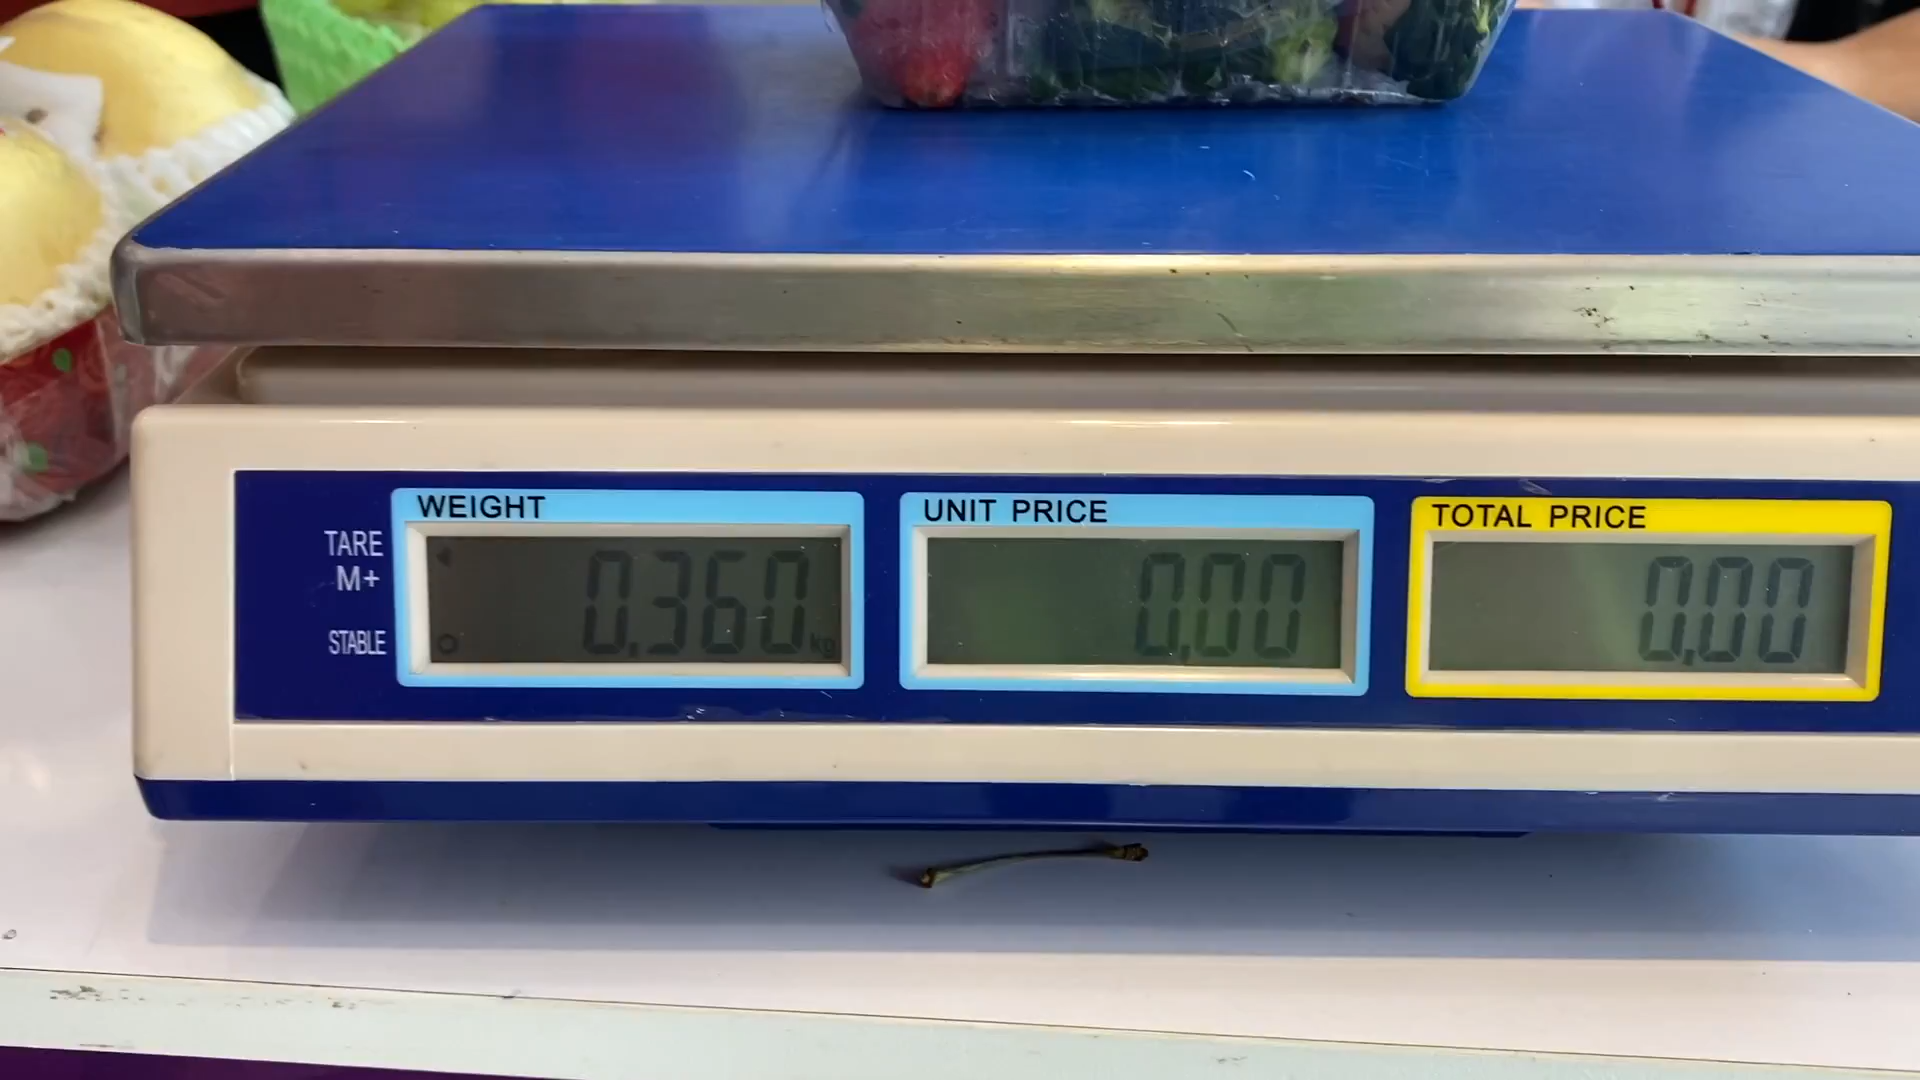 WEIGHT
UNIT PRICE
TOTAL PRICE
TARE
M+
STABLE
0.360 kg
0.00
0.00